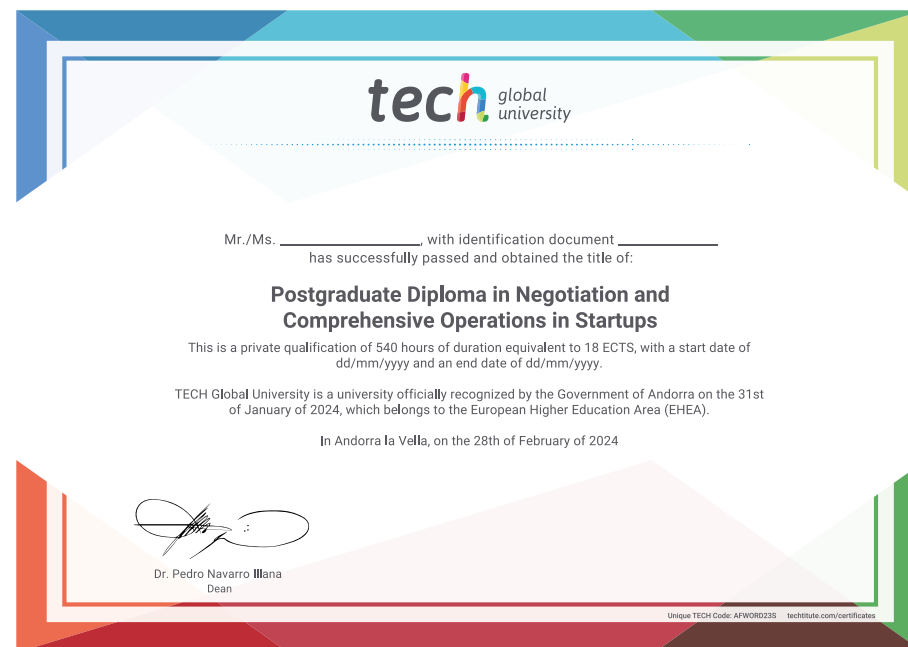 tech global
university
Mr./Ms. ____________________, with identification document ______________
has successfully passed and obtained the title of:
Postgraduate Diploma in Negotiation and
Comprehensive Operations in Startups
This is a private qualification of 540 hours of duration equivalent to 18 ECTS, with a start date of
dd/mm/yyyy and an end date of dd/mm/yyyy.
TECH Global University is a university officially recognized by the Government of Andorra on the 31st
of January of 2024, which belongs to the European Higher Education Area (EHEA).
In Andorra la Vella, on the 28th of February of 2024
Dr. Pedro Navarro Illana
Dean
Unique TECH Code: AFWORD23S techtitute.com/certificates